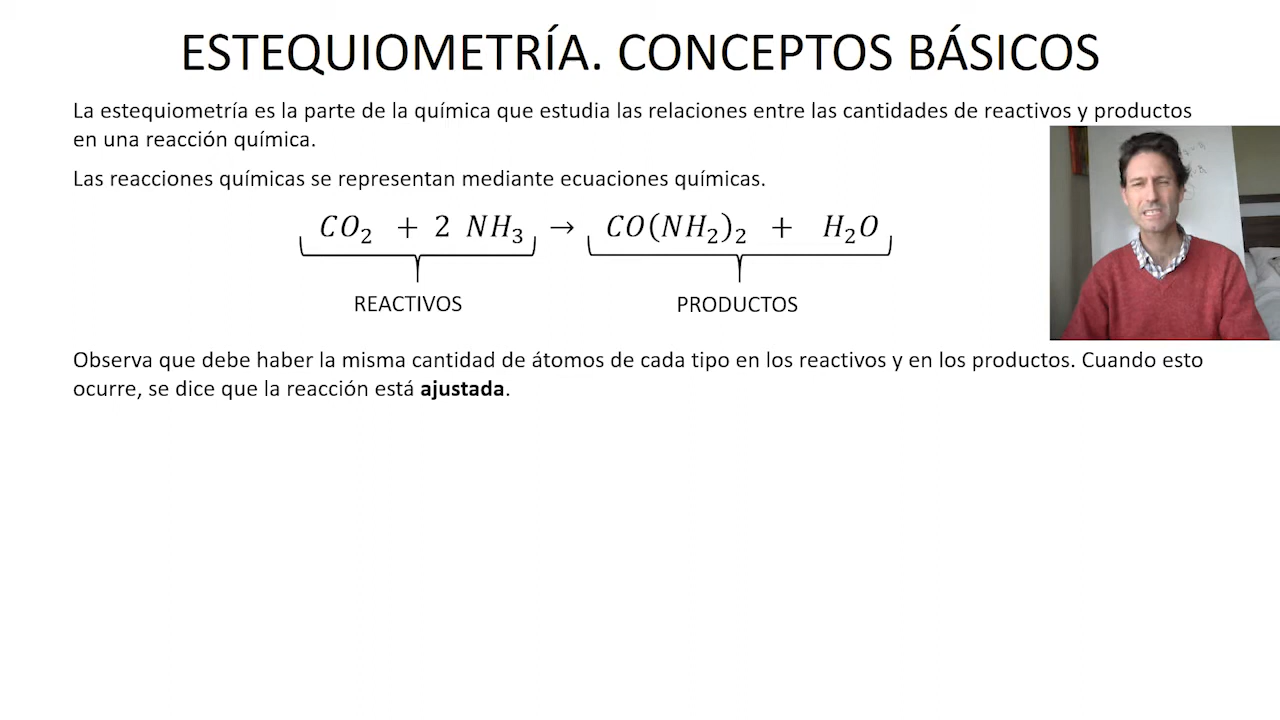 ESTEQUIOMETRÍA. CONCEPTOS BÁSICOS
La estequiometría es la parte de la química que estudia las relaciones entre las cantidades de reactivos y productos
en una reacción química.
Las reacciones químicas se representan mediante ecuaciones químicas.
CO₂ + 2 NH₃ → CO(NH₂)₂ + H₂O
REACTIVOS PRODUCTOS
Observa que debe haber la misma cantidad de átomos de cada tipo en los reactivos y en los productos. Cuando esto
ocurre, se dice que la reacción está ajustada.